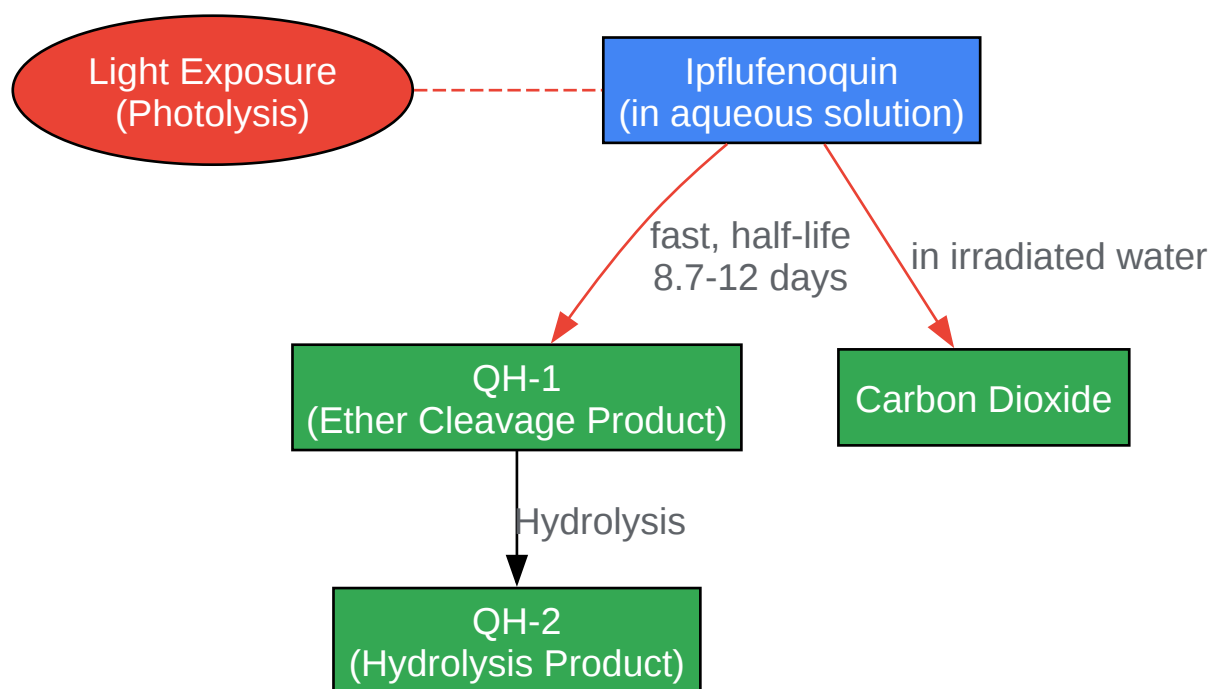 Light Exposure
(Photolysis)
Ipflufenoquin
(in aqueous solution)
fast, half-life
8.7-12 days
in irradiated water
QH-1
(Ether Cleavage Product)
Carbon Dioxide
Hydrolysis
QH-2
(Hydrolysis Product)